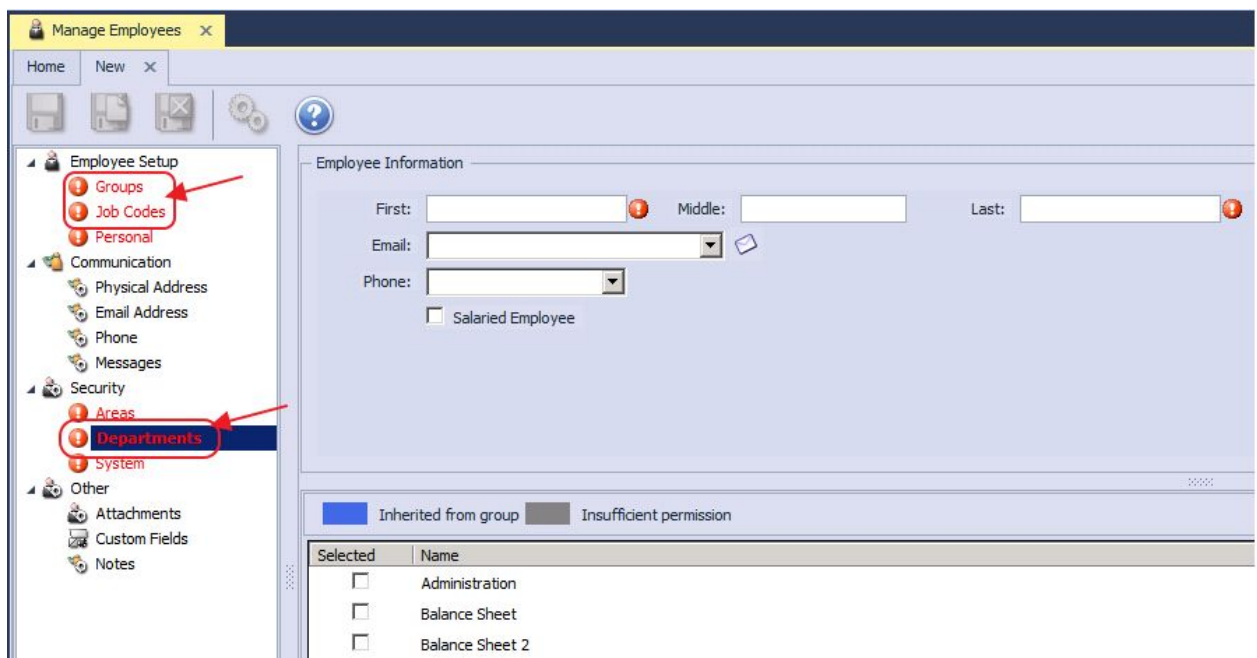 Manage Employees
Home New
Employee Setup
Groups
Job Codes
Personal
Communication
Physical Address
Email Address
Phone
Messages
Security
Areas
Departments
System
Other
Attachments
Custom Fields
Notes
Employee Information
First: Middle: Last:
Email:
Phone:
Salaried Employee
Inherited from group Insufficient permission
Selected Name
Administration
Balance Sheet
Balance Sheet 2